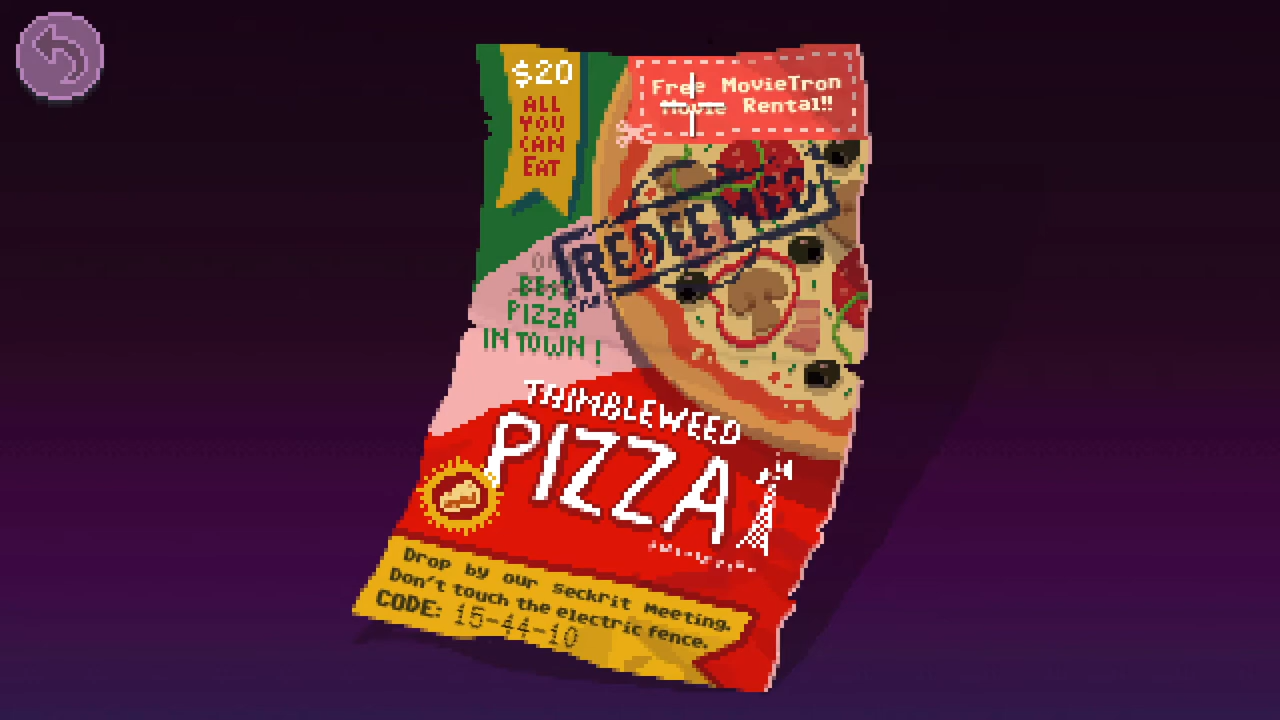 $20
ALL
YOU
CAN
EAT
Free MovieTron
Movie Rental!!
REDEEMED
BEST
PIZZA
IN TOWN!
THIMBLEWEED
PIZZA
Drop by our seckrit meeting.
Don't touch the electric fence.
CODE: 15-44-10